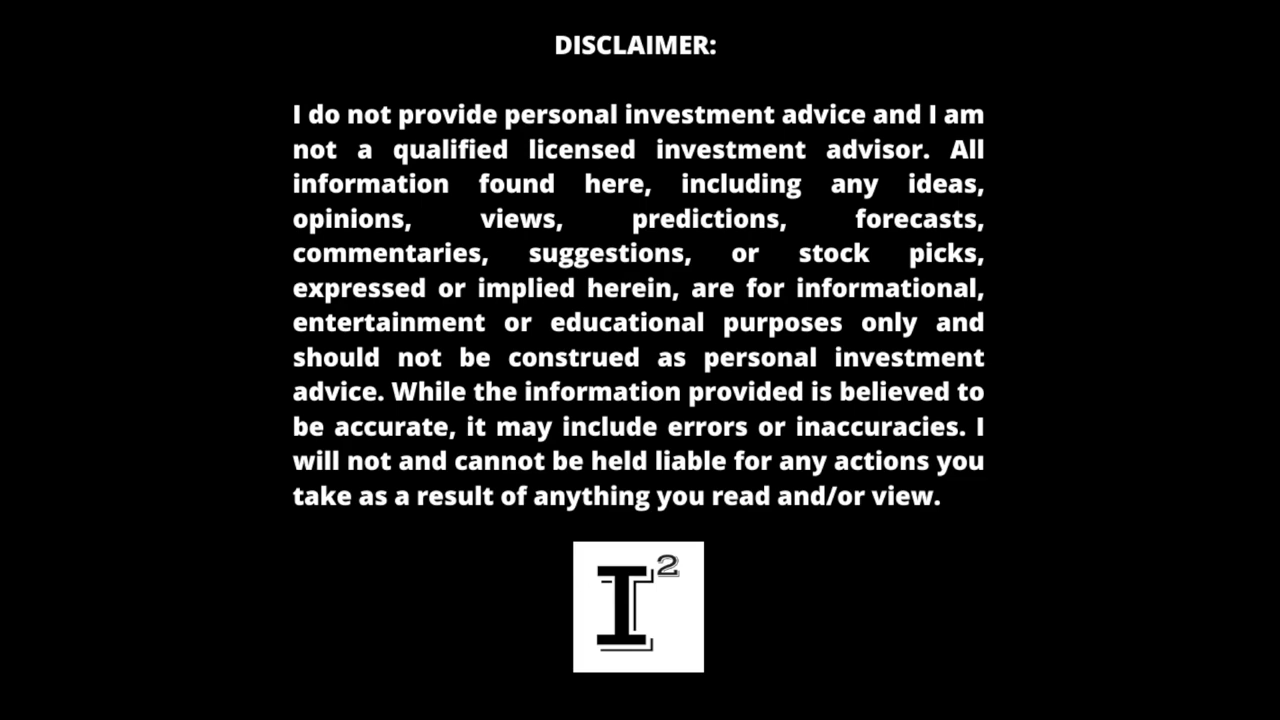 DISCLAIMER:
I do not provide personal investment advice and I am
not a qualified licensed investment advisor. All
information found here, including any ideas,
opinions, views, predictions, forecasts,
commentaries, suggestions, or stock picks,
expressed or implied herein, are for informational,
entertainment or educational purposes only and
should not be construed as personal investment
advice. While the information provided is believed to
be accurate, it may include errors or inaccuracies. I
will not and cannot be held liable for any actions you
take as a result of anything you read and/or view.
I²